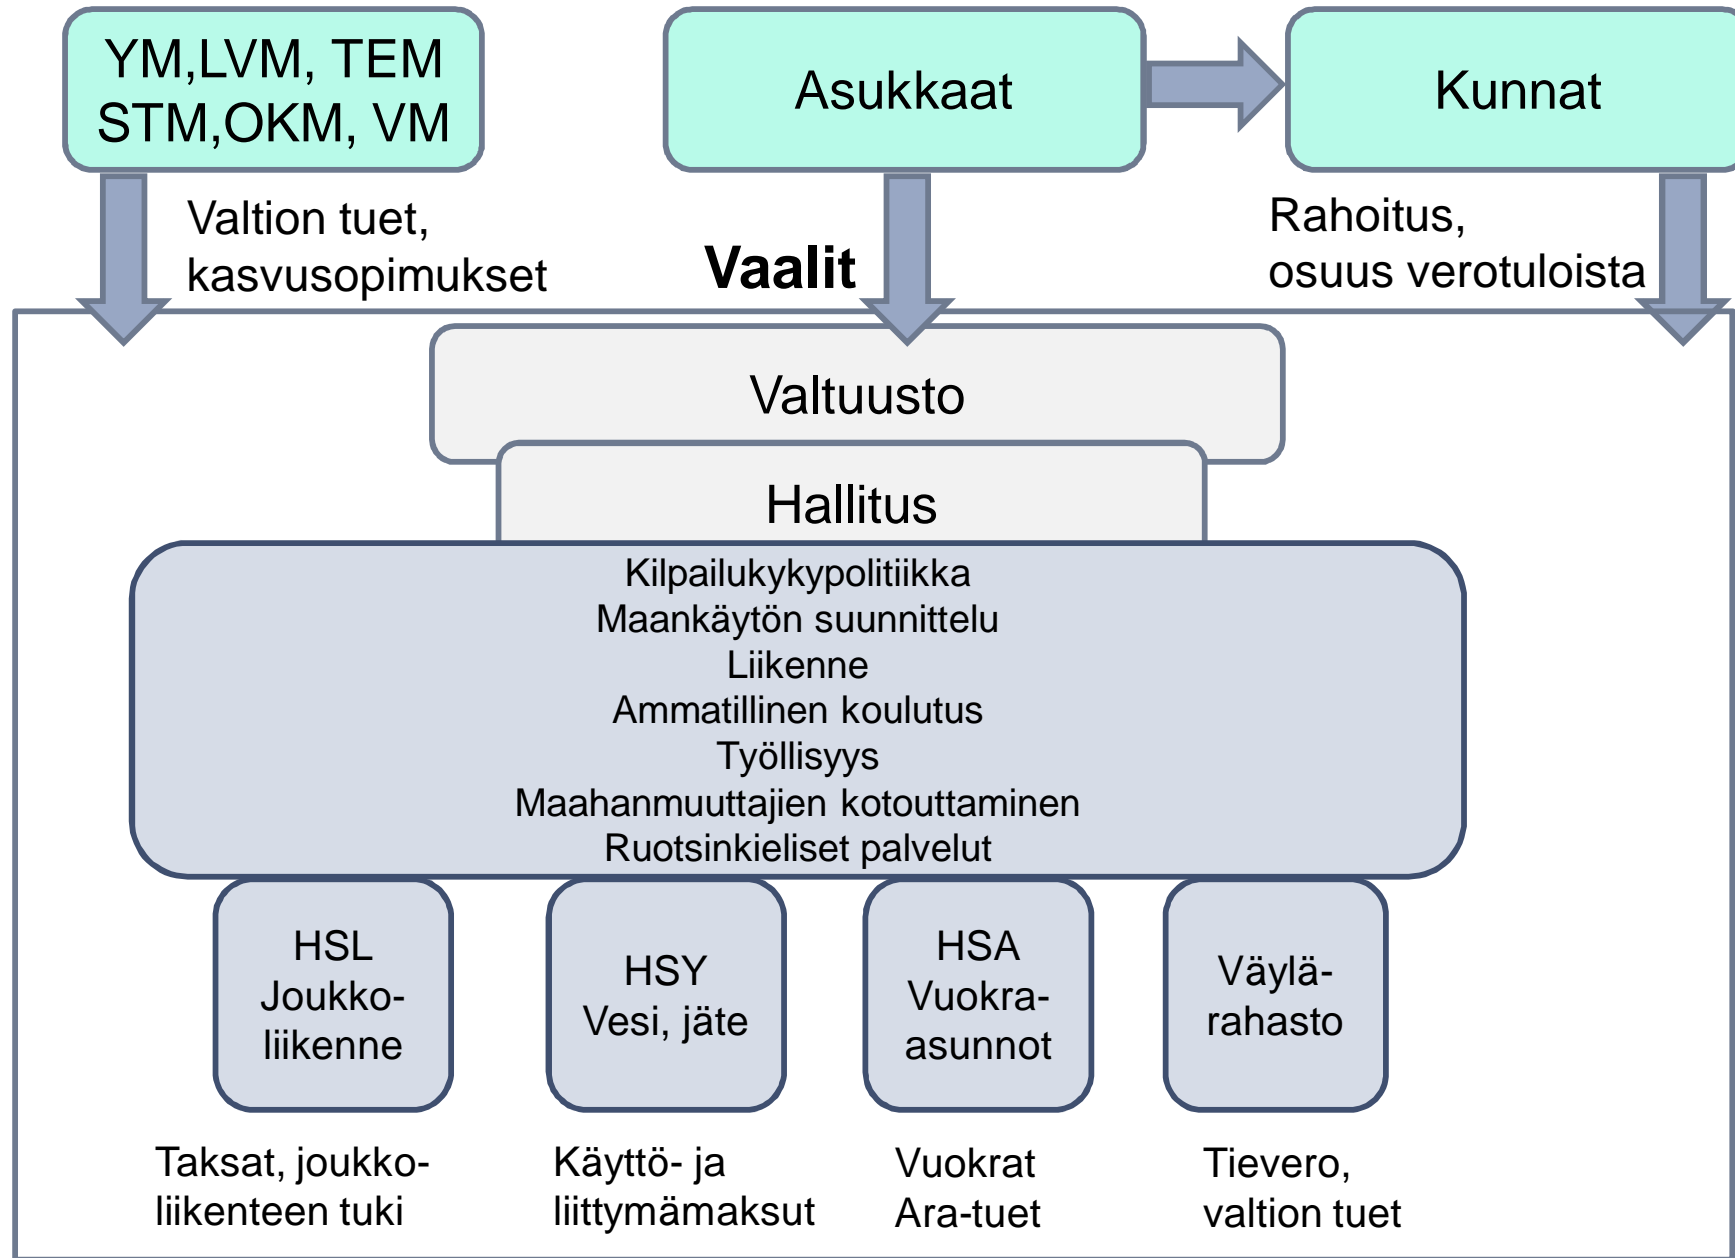 YM,LVM, TEM
STM,OKM, VM
Asukkaat
Kunnat
Valtion tuet,
kasvusopimukset
Vaalit
Rahoitus,
osuus verotuloista
Valtuusto
Hallitus
Kilpailukykypolitiikka
Maankäytön suunnittelu
Liikenne
Ammatillinen koulutus
Työllisyys
Maahanmuuttajien kotouttaminen
Ruotsinkieliset palvelut
HSL
Joukko-
liikenne
HSY
Vesi, jäte
HSA
Vuokra-
asunnot
Väylä-
rahasto
Taksat, joukko-
liikenteen tuki
Käyttö- ja
liittymämaksut
Vuokrat
Ara-tuet
Tievero,
valtion tuet